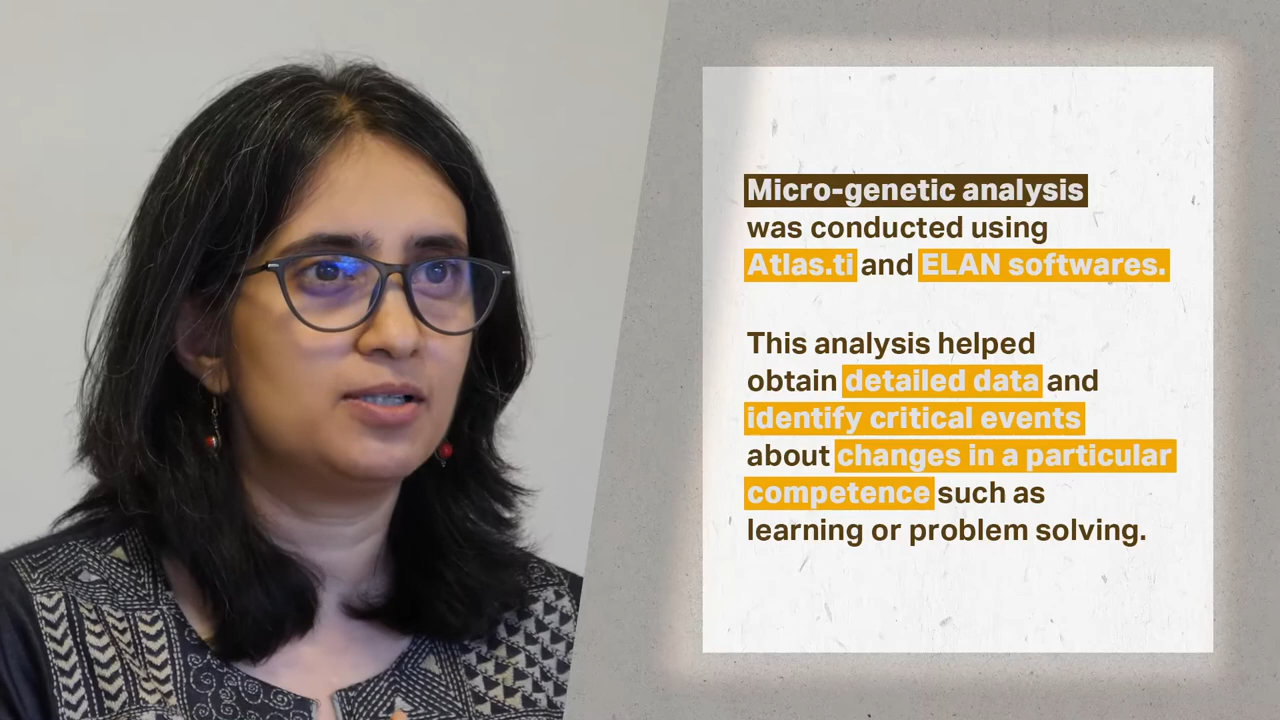 Micro-genetic analysis
was conducted using
Atlas.ti and ELAN softwares.
This analysis helped
obtain detailed data and
identify critical events
about changes in a particular
competence such as
learning or problem solving.